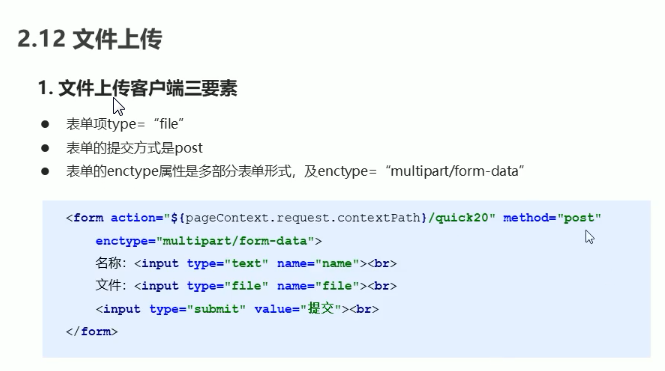 2.12 文件上传
1. 文件上传客户端三要素
● 表单项type=“file”
● 表单的提交方式是post
● 表单的enctype属性是多部分表单形式，及enctype=“multipart/form-data”
<form action="${pageContext.request.contextPath}/quick20" method="post"
enctype="multipart/form-data">
名称：<input type="text" name="name"><br>
文件：<input type="file" name="file"><br>
<input type="submit" value="提交"><br>
</form>